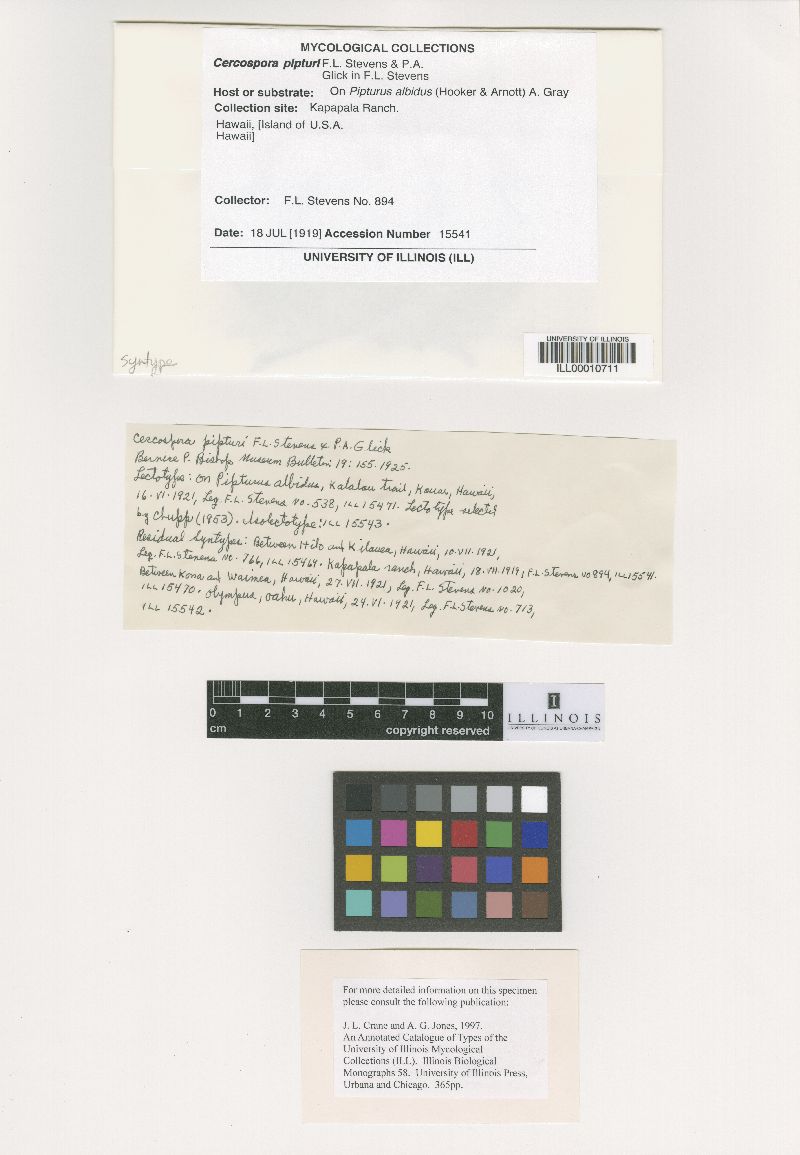 MYCOLOGICAL COLLECTIONS
Cercospora pipturi F.L. Stevens & P.A.
Glick in F.L. Stevens
Host or substrate: On Pipturus albidus (Hooker & Arnott) A. Gray
Collection site: Kapapala Ranch.
Hawaii, [Island of U.S.A.
Hawaii]
Collector: F.L. Stevens No. 894
Date: 18 JUL [1919] Accession Number 15541
UNIVERSITY OF ILLINOIS (ILL)
Syntype
UNIVERSITY OF ILLINOIS
ILL00010711
Cercospora pipturi F.L. Stevens & P.A. Glick
Bernice P. Bishop Museum Bulletin 19: 155. 1925.
Lectotype: On Pipturus albidus, Kalalau trail, Kauai, Hawaii,
16. VI. 1921, Leg. F.L. Stevens No. 538, ILL 15471. Lectotype selected
by Chupp (1953). Isolectotype: ILL 15543.
Residual Syntypes: Between Hilo and Kilauea, Hawaii, 10. VII. 1921,
Leg. F.L. Stevens No. 766, ILL 15469. Kapapala ranch, Hawaii, 18. VII. 1919, F.L. Stevens No 894, ILL 15541.
Between Kona and Waimea, Hawaii, 27. VII. 1921, Leg. F.L. Stevens No. 1020,
ILL 15470. Olympus, Oahu, Hawaii, 24. VI. 1921, Leg. F.L. Stevens No. 713,
ILL 15542.
0 1 2 3 4 5 6 7 8 9 10
cm copyright reserved
I
ILLINOIS
UNIVERSITY OF ILLINOIS AT URBANA-CHAMPAIGN
For more detailed information on this specimen
please consult the following publication:
J. L. Crane and A. G. Jones, 1997.
An Annotated Catalogue of Types of the
University of Illinois Mycological
Collections (ILL). Illinois Biological
Monographs 58. University of Illinois Press,
Urbana and Chicago. 365pp.